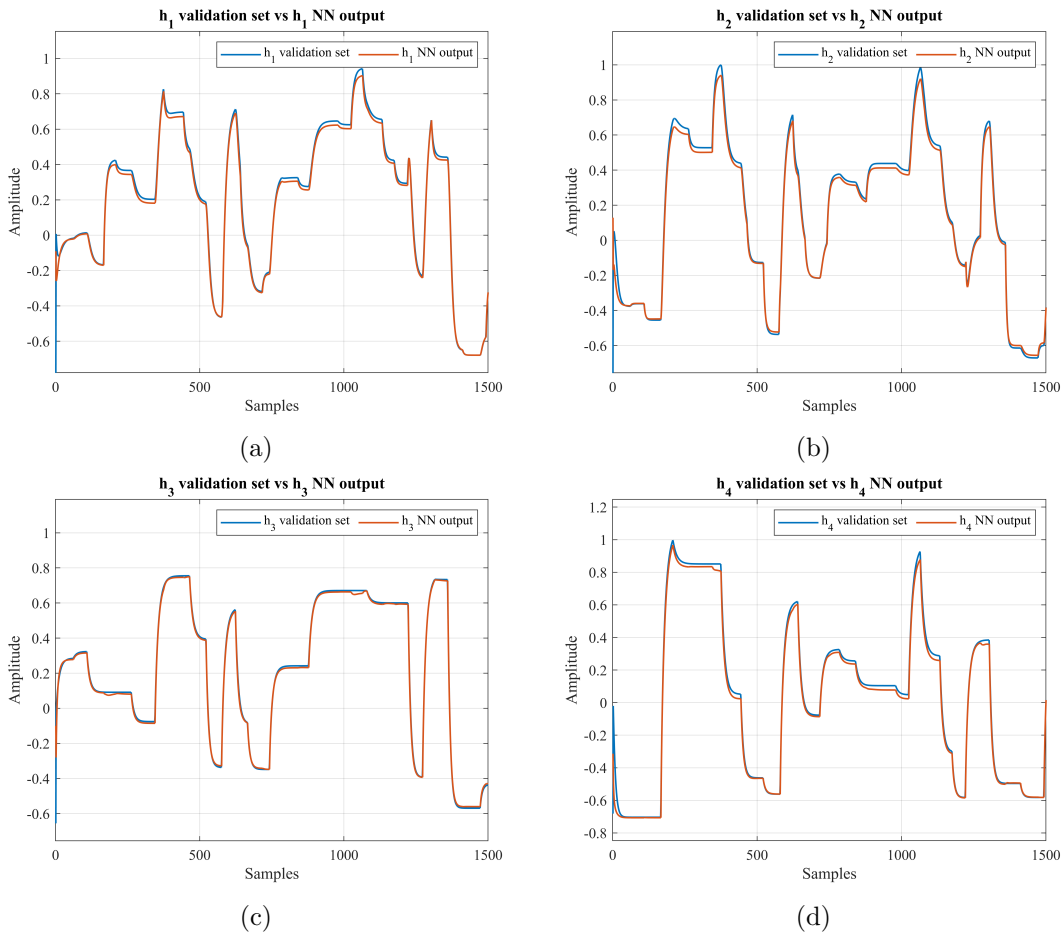 h1 validation set vs h1 NN output
h1 validation set h1 NN output
1
0.8
0.6
0.4
0.2
0
-0.2
-0.4
-0.6
Amplitude
0 500 1000 1500
Samples
(a)
h2 validation set vs h2 NN output
h2 validation set h2 NN output
1
0.8
0.6
0.4
0.2
0
-0.2
-0.4
-0.6
Amplitude
0 500 1000 1500
Samples
(b)
h3 validation set vs h3 NN output
h3 validation set h3 NN output
1
0.8
0.6
0.4
0.2
0
-0.2
-0.4
-0.6
Amplitude
0 500 1000 1500
Samples
(c)
h4 validation set vs h4 NN output
h4 validation set h4 NN output
1.2
1
0.8
0.6
0.4
0.2
0
-0.2
-0.4
-0.6
-0.8
Amplitude
0 500 1000 1500
Samples
(d)